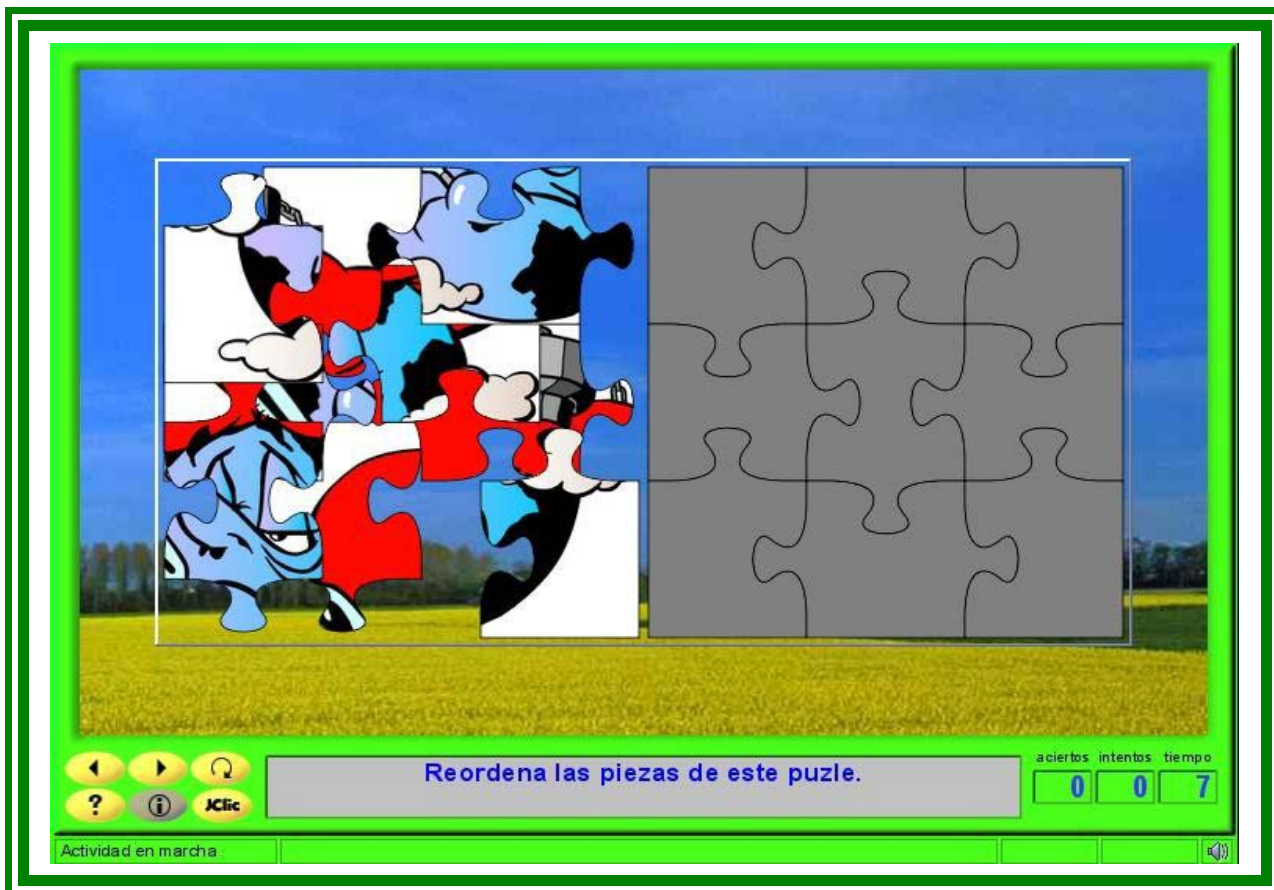 Reordena las piezas de este puzle.
aciertos intentos tiempo
0 0 7
?
i
JClic
Actividad en marcha